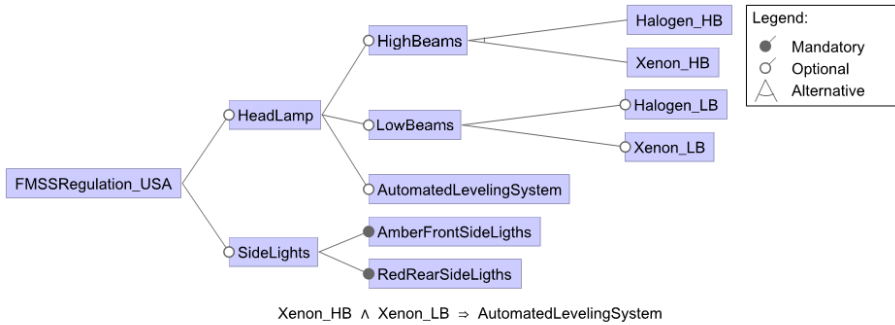 Halogen_HB
Legend:
HighBeams
Mandatory
Xenon_HB
Optional
Alternative
Halogen_LB
HeadLamp
LowBeams
Xenon_LB
FMSSRegulation_USA
AutomatedLevelingSystem
AmberFrontSideLigths
SideLights
RedRearSideLigths
Xenon_HB ∧ Xenon_LB ⇒ AutomatedLevelingSystem